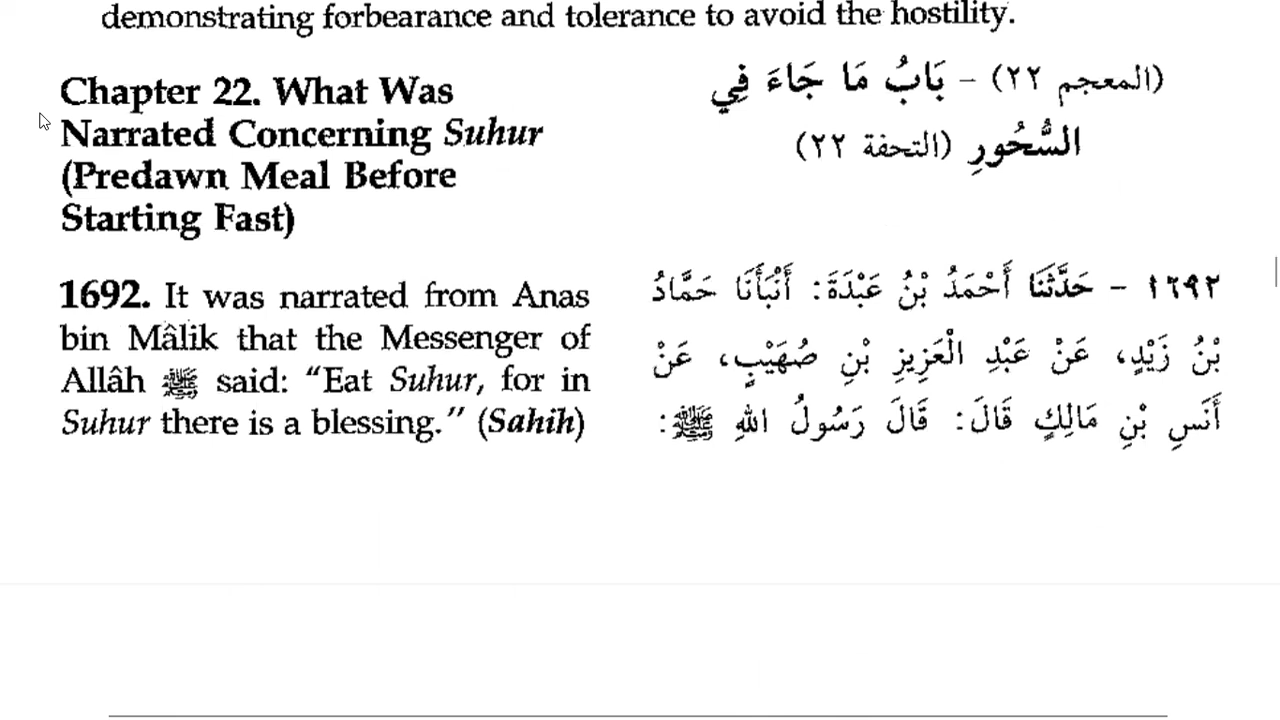 demonstrating forbearance and tolerance to avoid the hostility.
Chapter 22. What Was
Narrated Concerning Suhur
(Predawn Meal Before
Starting Fast)
(المعجم ٢٢) - بَابُ مَا جَاءَ فِي
السُّحُورِ (التحفة ٢٢)
1692. It was narrated from Anas
bin Mâlik that the Messenger of
Allâh ﷺ said: "Eat Suhur, for in
Suhur there is a blessing." (Sahih)
١٦٩٢ - حَدَّثَنَا أَحْمَدُ بْنُ عَبْدَةَ: أَنْبَأَنَا حَمَّادُ
بْنُ زَيْدٍ، عَنْ عَبْدِ الْعَزِيزِ بْنِ صُهَيْبٍ، عَنْ
أَنَسِ بْنِ مَالِكٍ قَالَ: قَالَ رَسُولُ اللهِ ﷺ: